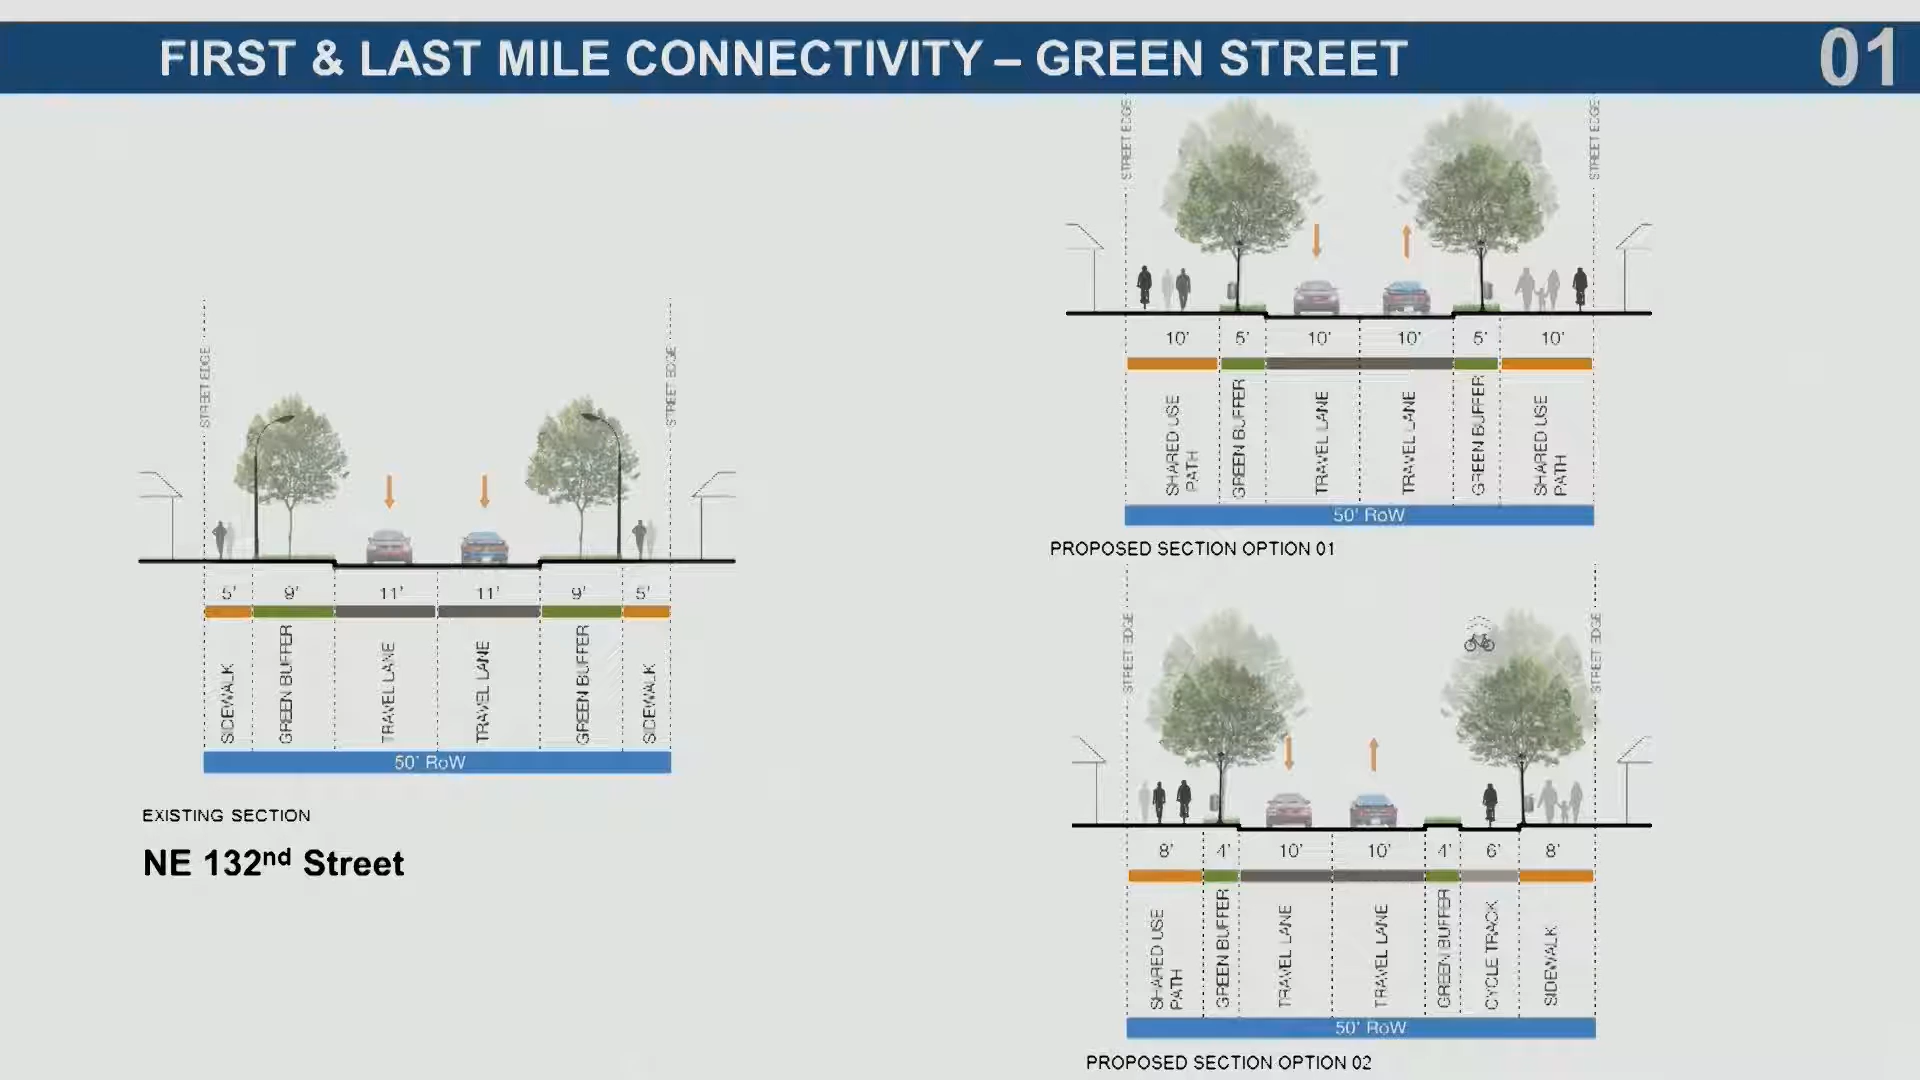 FIRST & LAST MILE CONNECTIVITY – GREEN STREET
01
STREET EDGE
STREET EDGE
5' 9' 11' 11' 9' 5'
SIDEWALK
GREEN BUFFER
TRAVEL LANE
TRAVEL LANE
GREEN BUFFER
SIDEWALK
50' RoW
EXISTING SECTION
NE 132nd Street
STREET EDGE
STREET EDGE
10' 5' 10' 10' 5' 10'
SHARED USE
PATH
GREEN BUFFER
TRAVEL LANE
TRAVEL LANE
GREEN BUFFER
SHARED USE
PATH
50' RoW
PROPOSED SECTION OPTION 01
STREET EDGE
STREET EDGE
8' 4' 10' 10' 4' 6' 8'
SHARED USE
PATH
GREEN BUFFER
TRAVEL LANE
TRAVEL LANE
GREEN BUFFER
CYCLE TRACK
SIDEWALK
50' RoW
PROPOSED SECTION OPTION 02